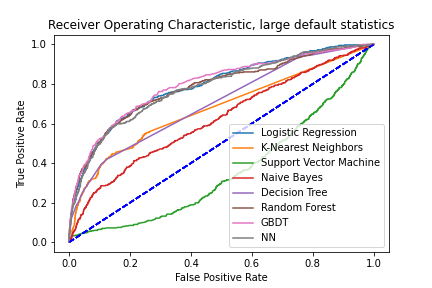 Receiver Operating Characteristic, large default statistics
True Positive Rate
1.0
0.8
0.6
0.4
0.2
0.0
Logistic Regression
K-Nearest Neighbors
Support Vector Machine
Naive Bayes
Decision Tree
Random Forest
GBDT
NN
0.0 0.2 0.4 0.6 0.8 1.0
False Positive Rate